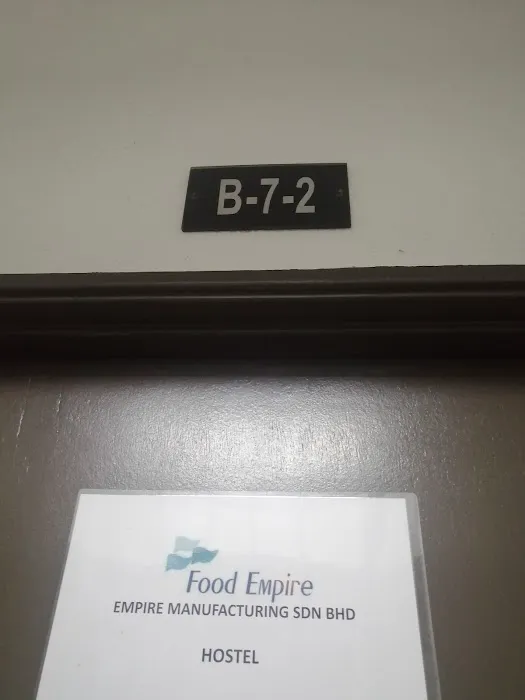 B-7-2
Food Empire
EMPIRE MANUFACTURING SDN BHD
HOSTEL